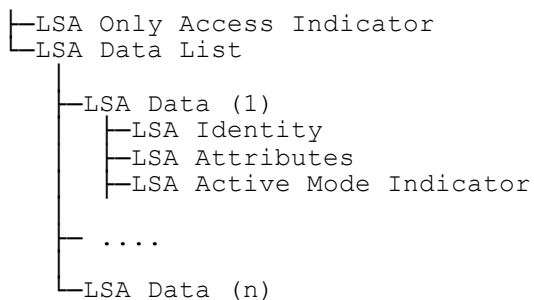 LSA Only Access Indicator
LSA Data List
LSA Data (1)
LSA Identity
LSA Attributes
LSA Active Mode Indicator
....
LSA Data (n)